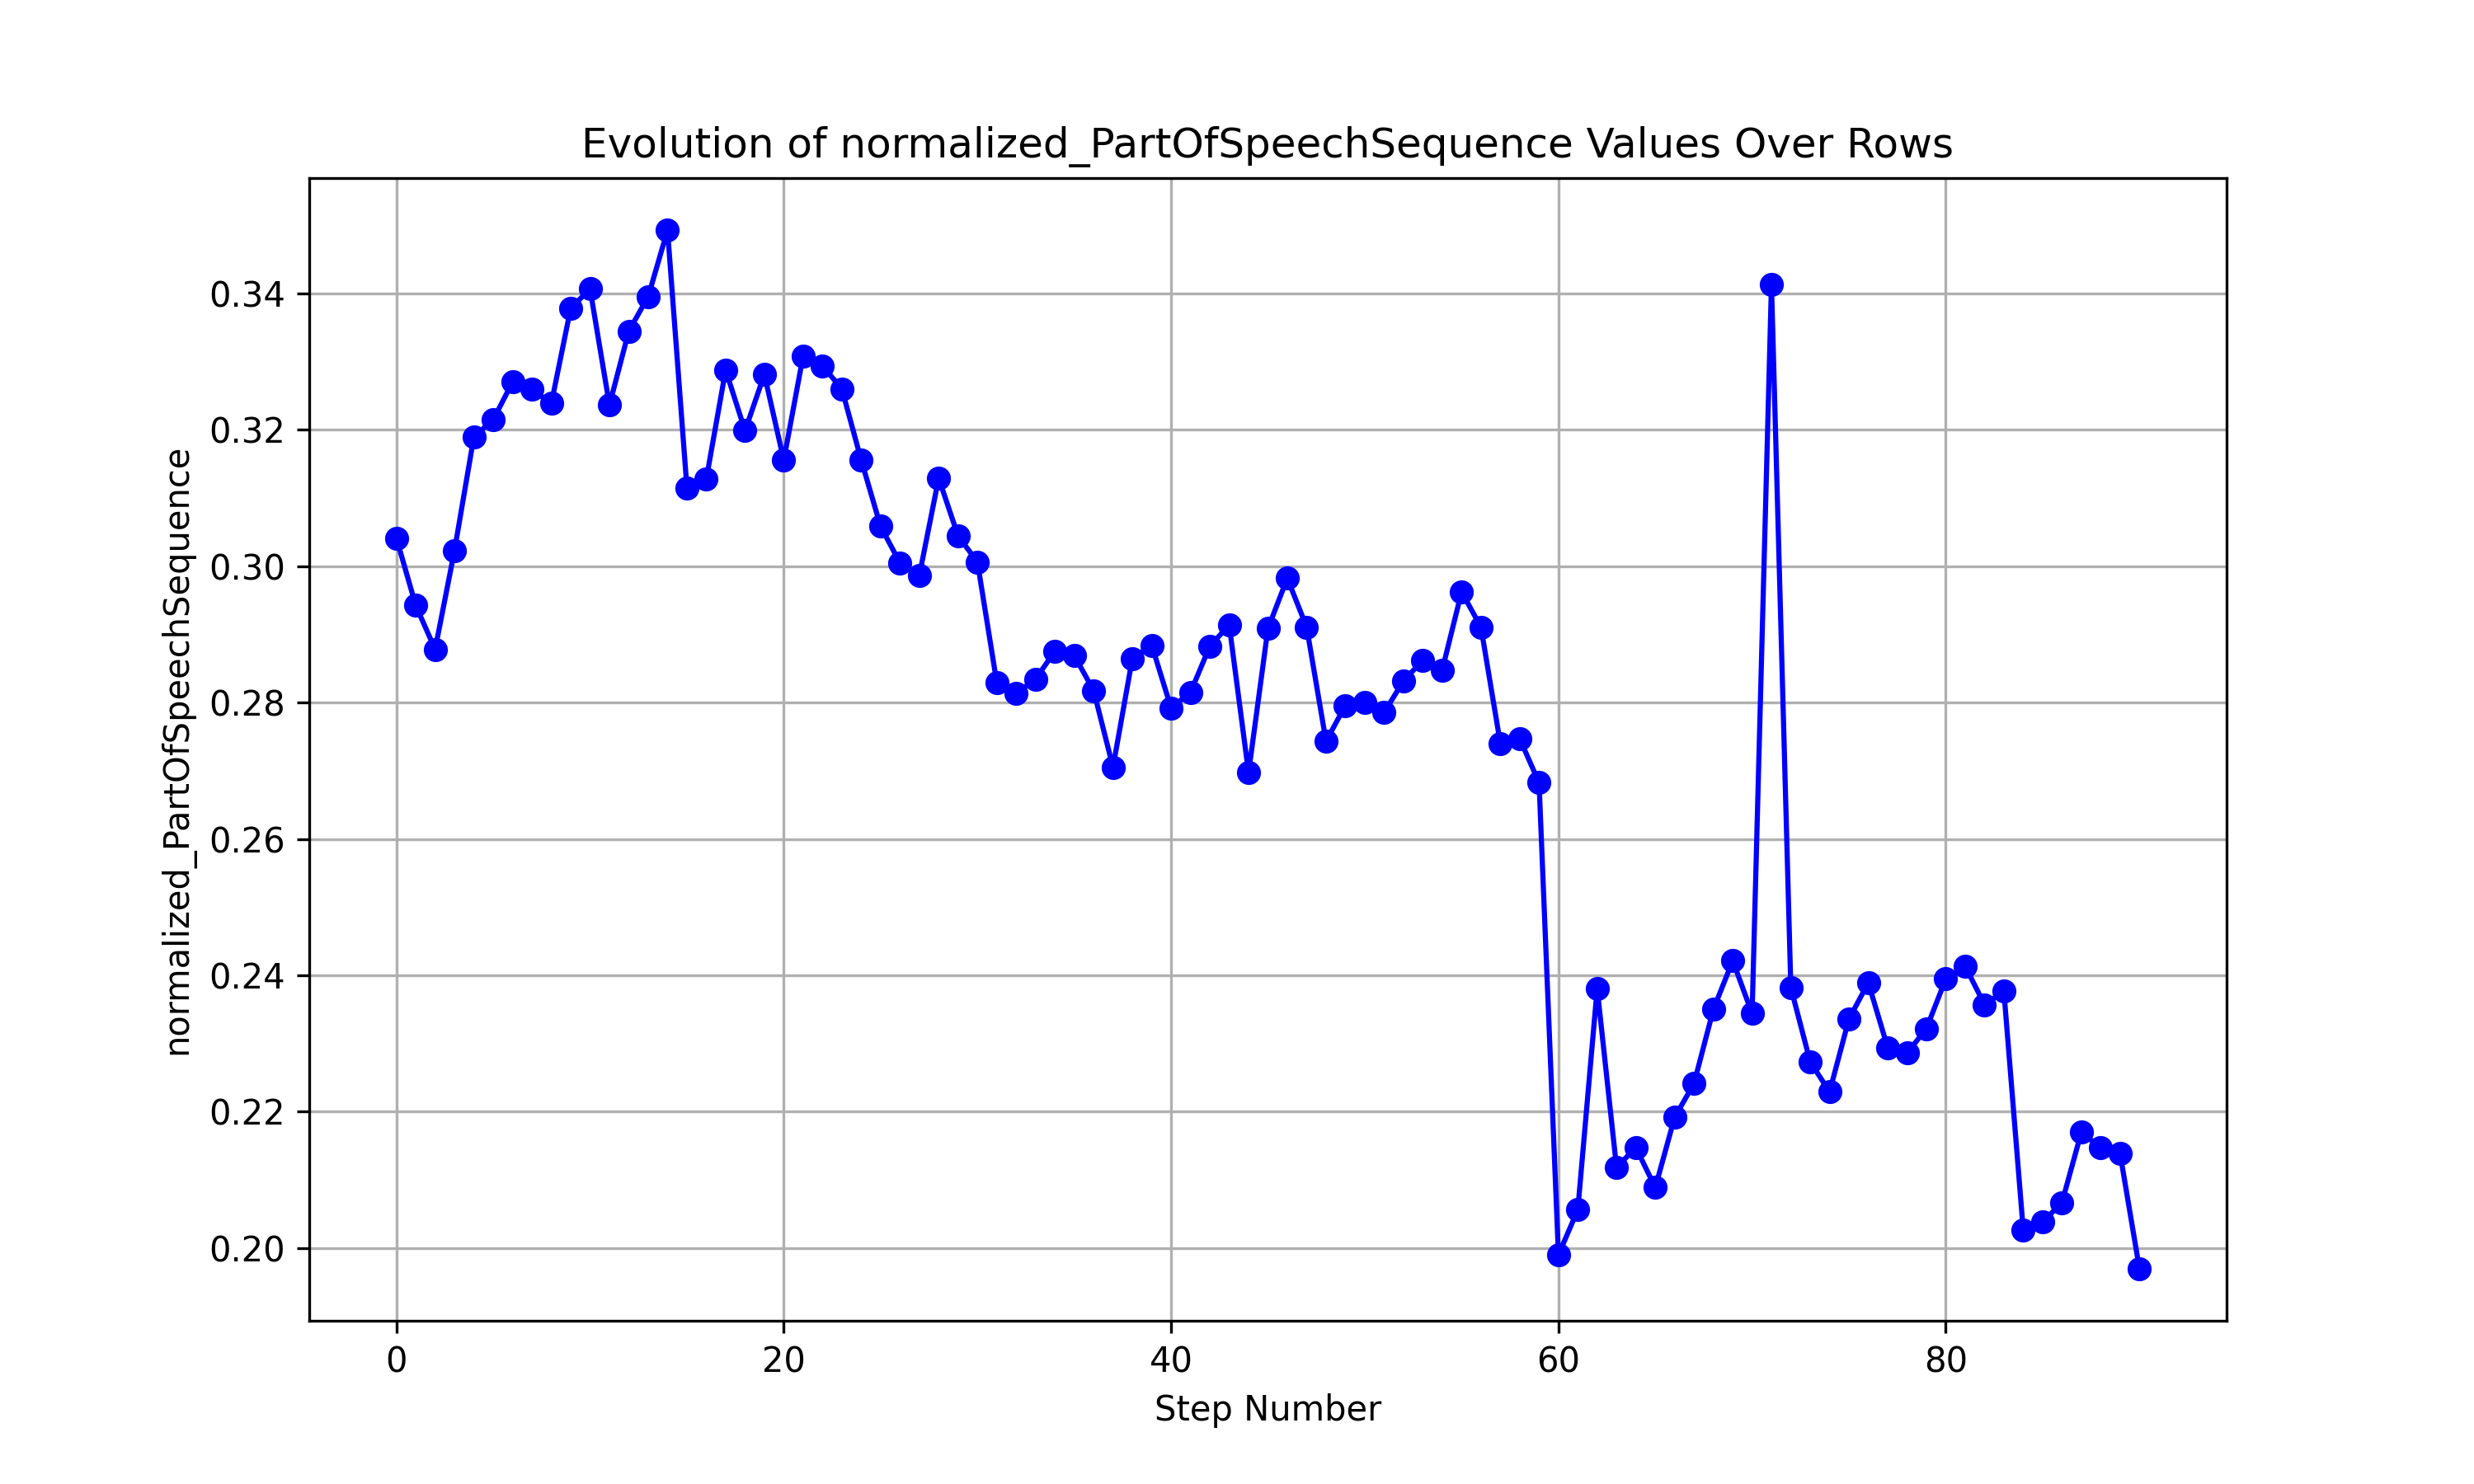 Evolution of normalized_PartOfSpeechSequence Values Over Rows
normalized_PartOfSpeechSequence
0.34
0.32
0.30
0.28
0.26
0.24
0.22
0.20
0 20 40 60 80
Step Number